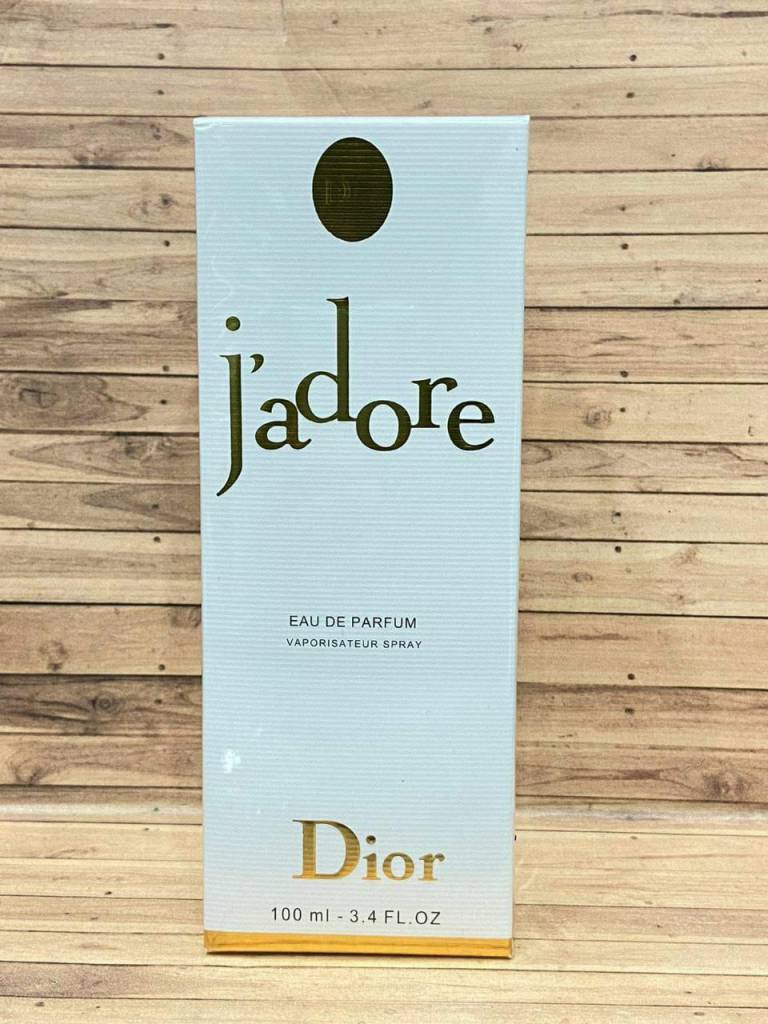 j'adore
EAU DE PARFUM
VAPORISATEUR SPRAY
Dior
100 ml - 3.4 FL.OZ